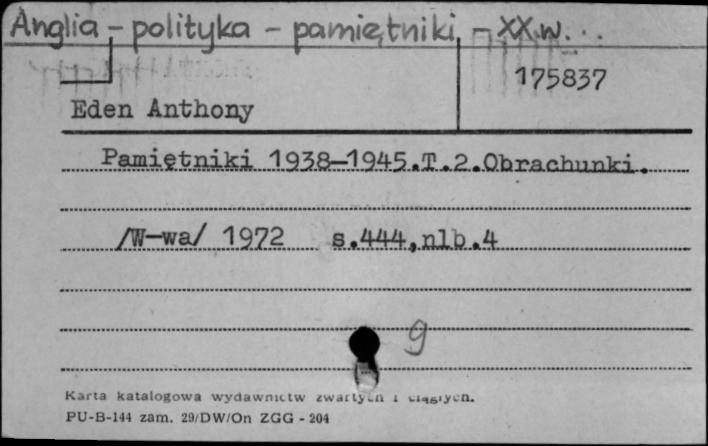 Anglia - polityka - pamiętniki - XX w.
175837
Eden Anthony
Pamiętniki 1938-1945.T.2.Obrachunki.
/W-wa/ 1972 s.444,nlb.4
9
Karta katalogowa wydawnictw zwartych i ciągłych.
PU-B-144 zam. 29/DW/On ZGG - 204